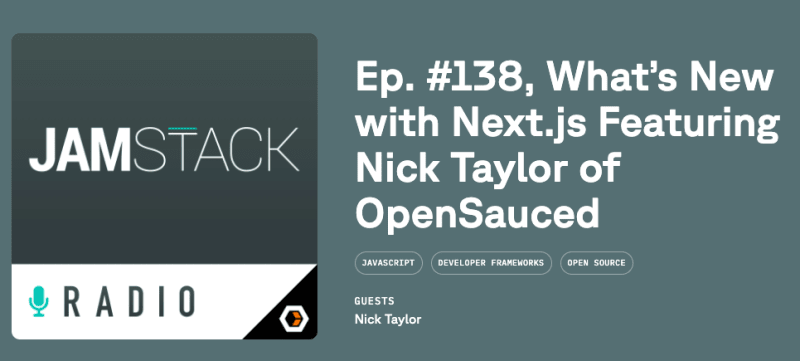 JAMSTACK
RADIO
Ep. #138, What's New
with Next.js Featuring
Nick Taylor of
OpenSauced
JAVASCRIPT
DEVELOPER FRAMEWORKS
OPEN SOURCE
GUESTS
Nick Taylor